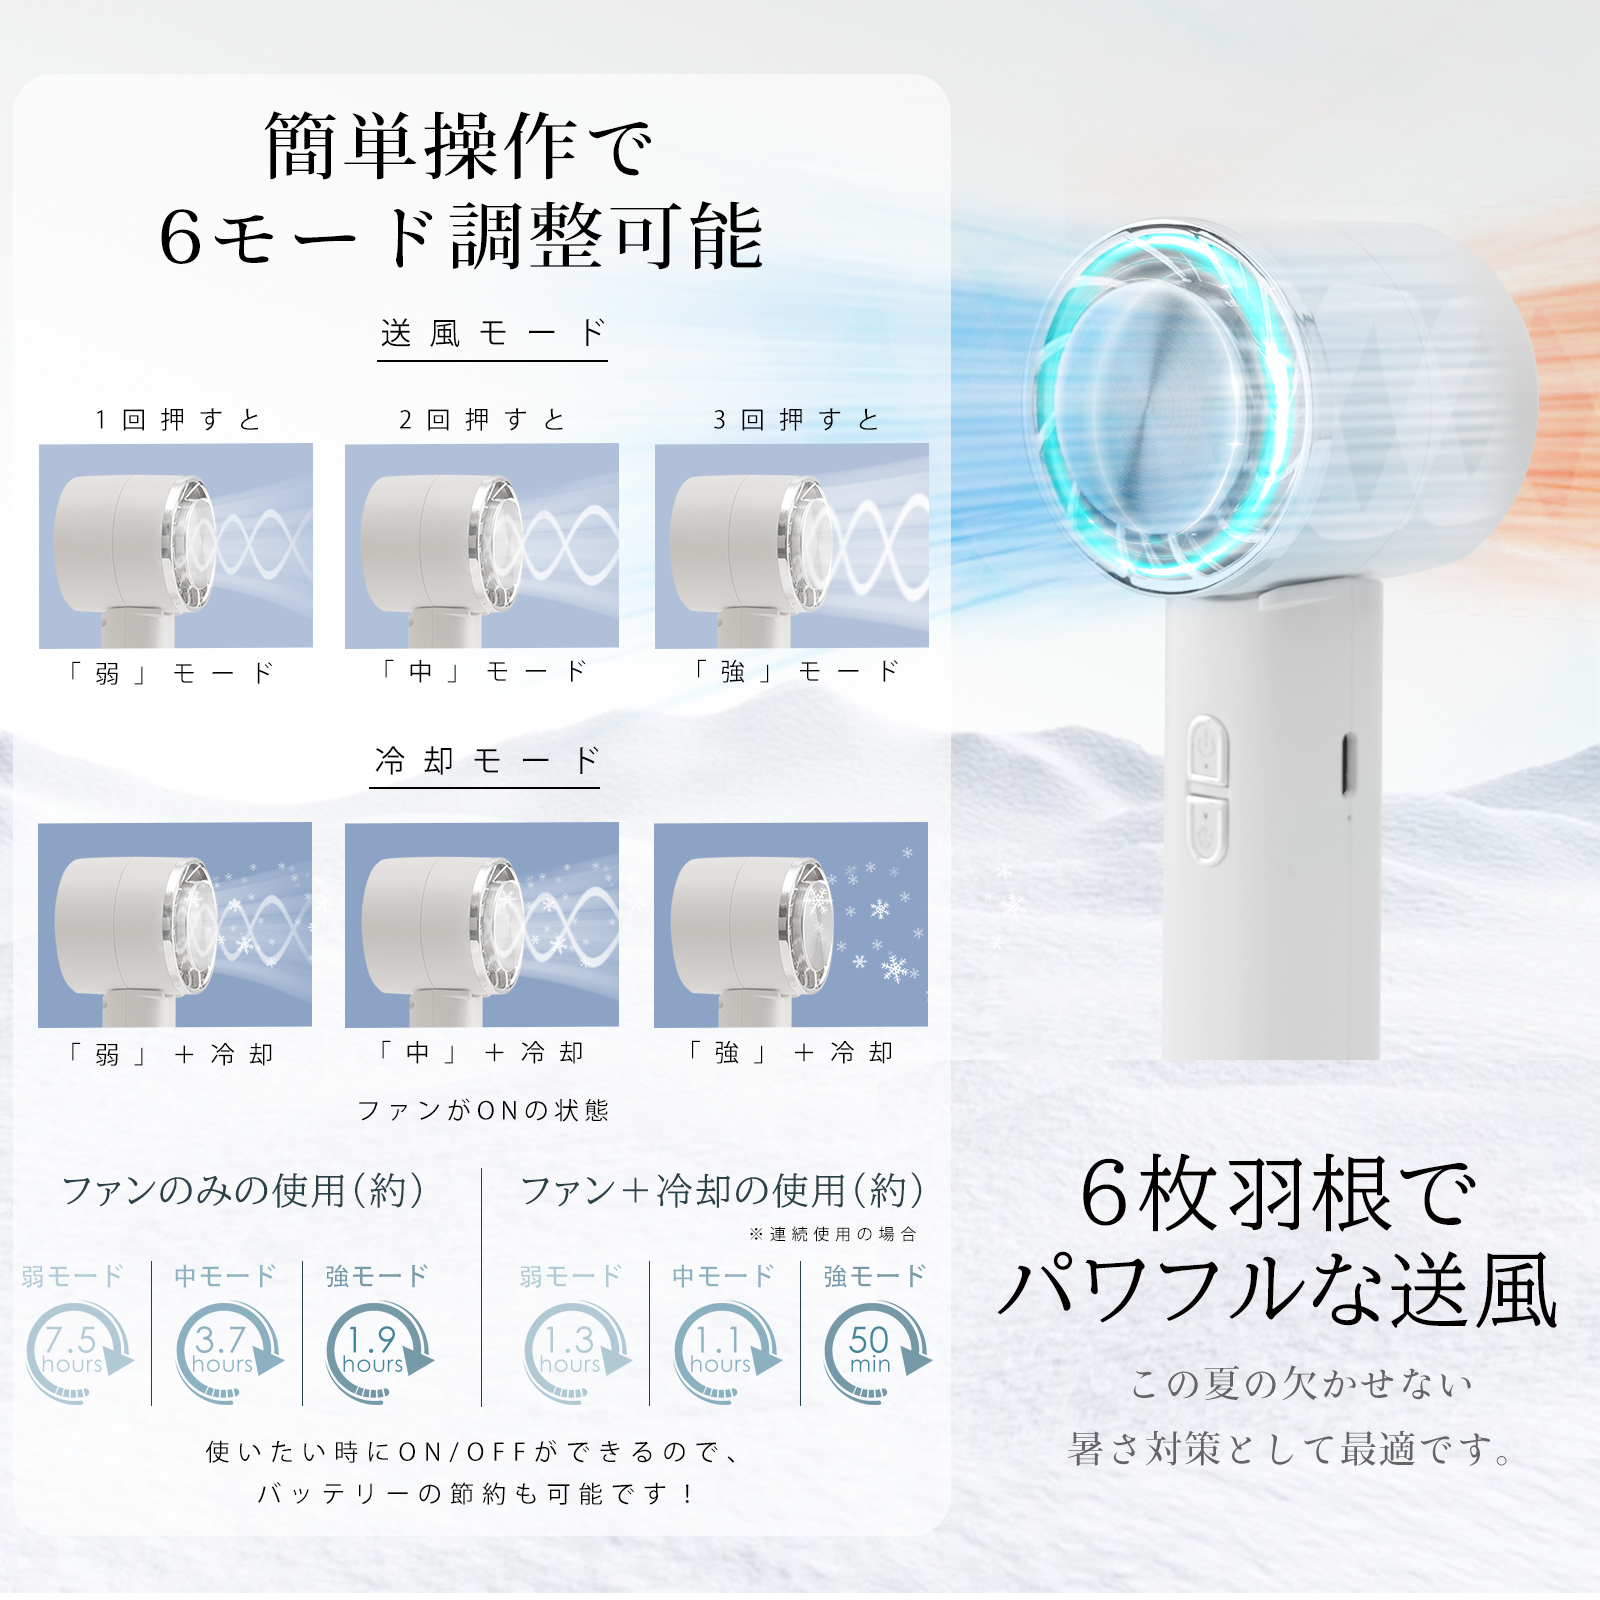 簡単操作で
6モード調整可能
送風モード
1回押すと
2回押すと
3回押すと
「弱」モード
「中」モード
「強」モード
冷却モード
「弱」＋冷却
「中」＋冷却
「強」＋冷却
ファンがONの状態
ファンのみの使用（約）
弱モード
7.5
hours
中モード
3.7
hours
強モード
1.9
hours
ファン＋冷却の使用（約）
※連続使用の場合
弱モード
1.3
hours
中モード
1.1
hours
強モード
50
min
使いたい時にON/OFFができるので、
バッテリーの節約も可能です！
6枚羽根で
パワフルな送風
この夏の欠かせない
暑さ対策として最適です。